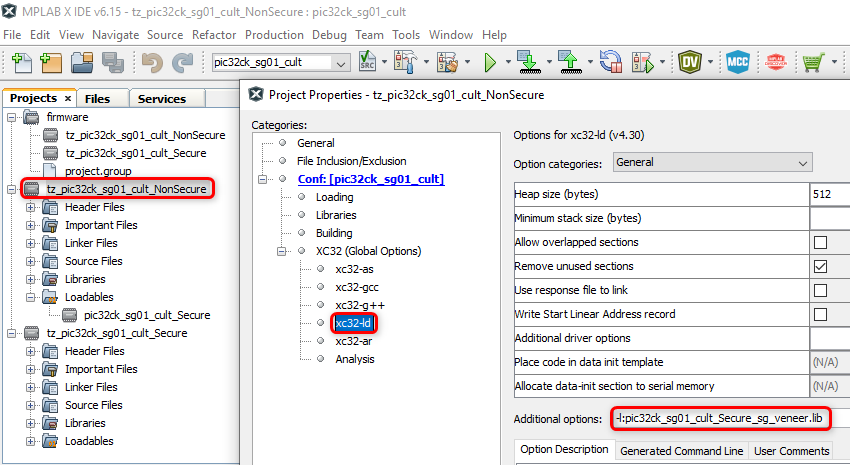 MPLAB X IDE v6.15 - tz_pic32ck_sg01_cult_NonSecure : pic32ck_sg01_cult
File Edit View Navigate Source Refactor Production Debug Team Tools Window Help
pic32ck_sg01_cult SRC DV MCC
Projects x Files Services
firmware
tz_pic32ck_sg01_cult_NonSecure
tz_pic32ck_sg01_cult_Secure
project.group
tz_pic32ck_sg01_cult_NonSecure
Header Files
Important Files
Linker Files
Source Files
Libraries
Loadables
pic32ck_sg01_cult_Secure
tz_pic32ck_sg01_cult_Secure
Header Files
Important Files
Linker Files
Source Files
Libraries
Loadables
Project Properties - tz_pic32ck_sg01_cult_NonSecure
Categories:
General
File Inclusion/Exclusion
Conf: [pic32ck_sg01_cult]
Loading
Libraries
Building
XC32 (Global Options)
xc32-as
xc32-gcc
xc32-g++
xc32-ld
xc32-ar
Analysis
Options for xc32-ld (v4.30)
Option categories: General
Heap size (bytes) 512
Minimum stack size (bytes)
Allow overlapped sections
Remove unused sections
Use response file to link
Write Start Linear Address record
Additional driver options
Place code in data init template (N/A)
Allocate data-init section to serial memory (N/A)
Additional options: -l:pic32ck_sg01_cult_Secure_sg_veneer.lib
Option Description Generated Command Line User Comments